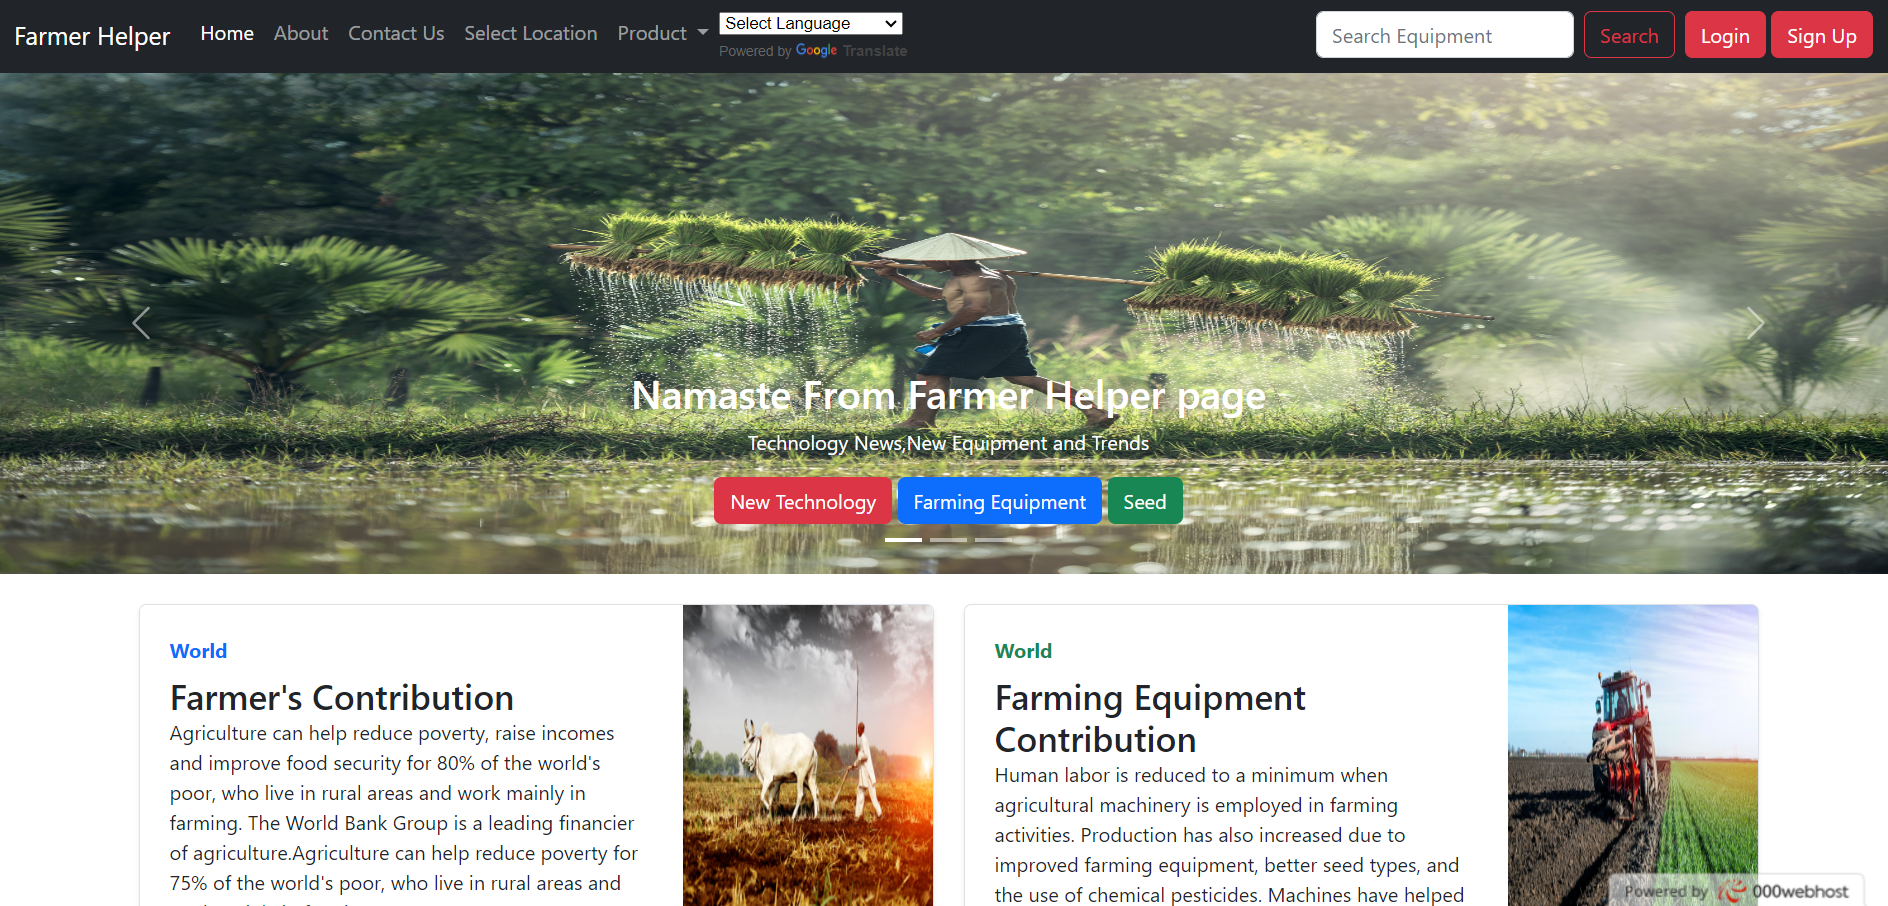 Farmer Helper Home About Contact Us Select Location Product Select Language Search Equipment Search Login Sign Up
Powered by Google Translate
Namaste From Farmer Helper page
Technology News,New Equipment and Trends
New Technology Farming Equipment Seed
World
Farmer's Contribution
Agriculture can help reduce poverty, raise incomes
and improve food security for 80% of the world's
poor, who live in rural areas and work mainly in
farming. The World Bank Group is a leading financier
of agriculture.Agriculture can help reduce poverty for
75% of the world's poor, who live in rural areas and
World
Farming Equipment
Contribution
Human labor is reduced to a minimum when
agricultural machinery is employed in farming
activities. Production has also increased due to
improved farming equipment, better seed types, and
the use of chemical pesticides. Machines have helped
Powered by 000webhost